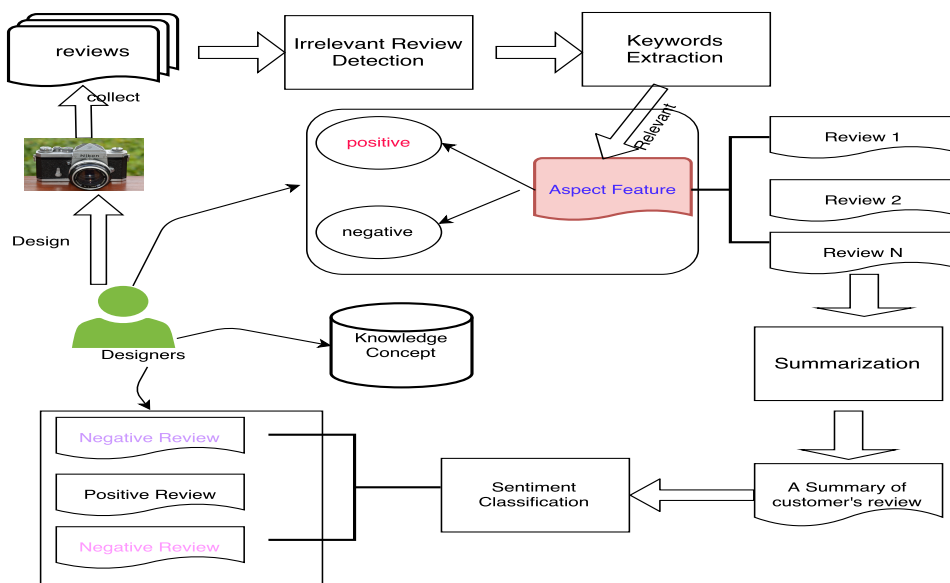 reviews
Irrelevant Review
Detection
Keywords
Extraction
collect
Relevant
positive
Aspect Feature
negative
Review 1
Review 2
Review N
Nikon
Design
Designers
Knowledge
Concept
Summarization
Negative Review
Positive Review
Negative Review
Sentiment
Classification
A Summary of
customer's review